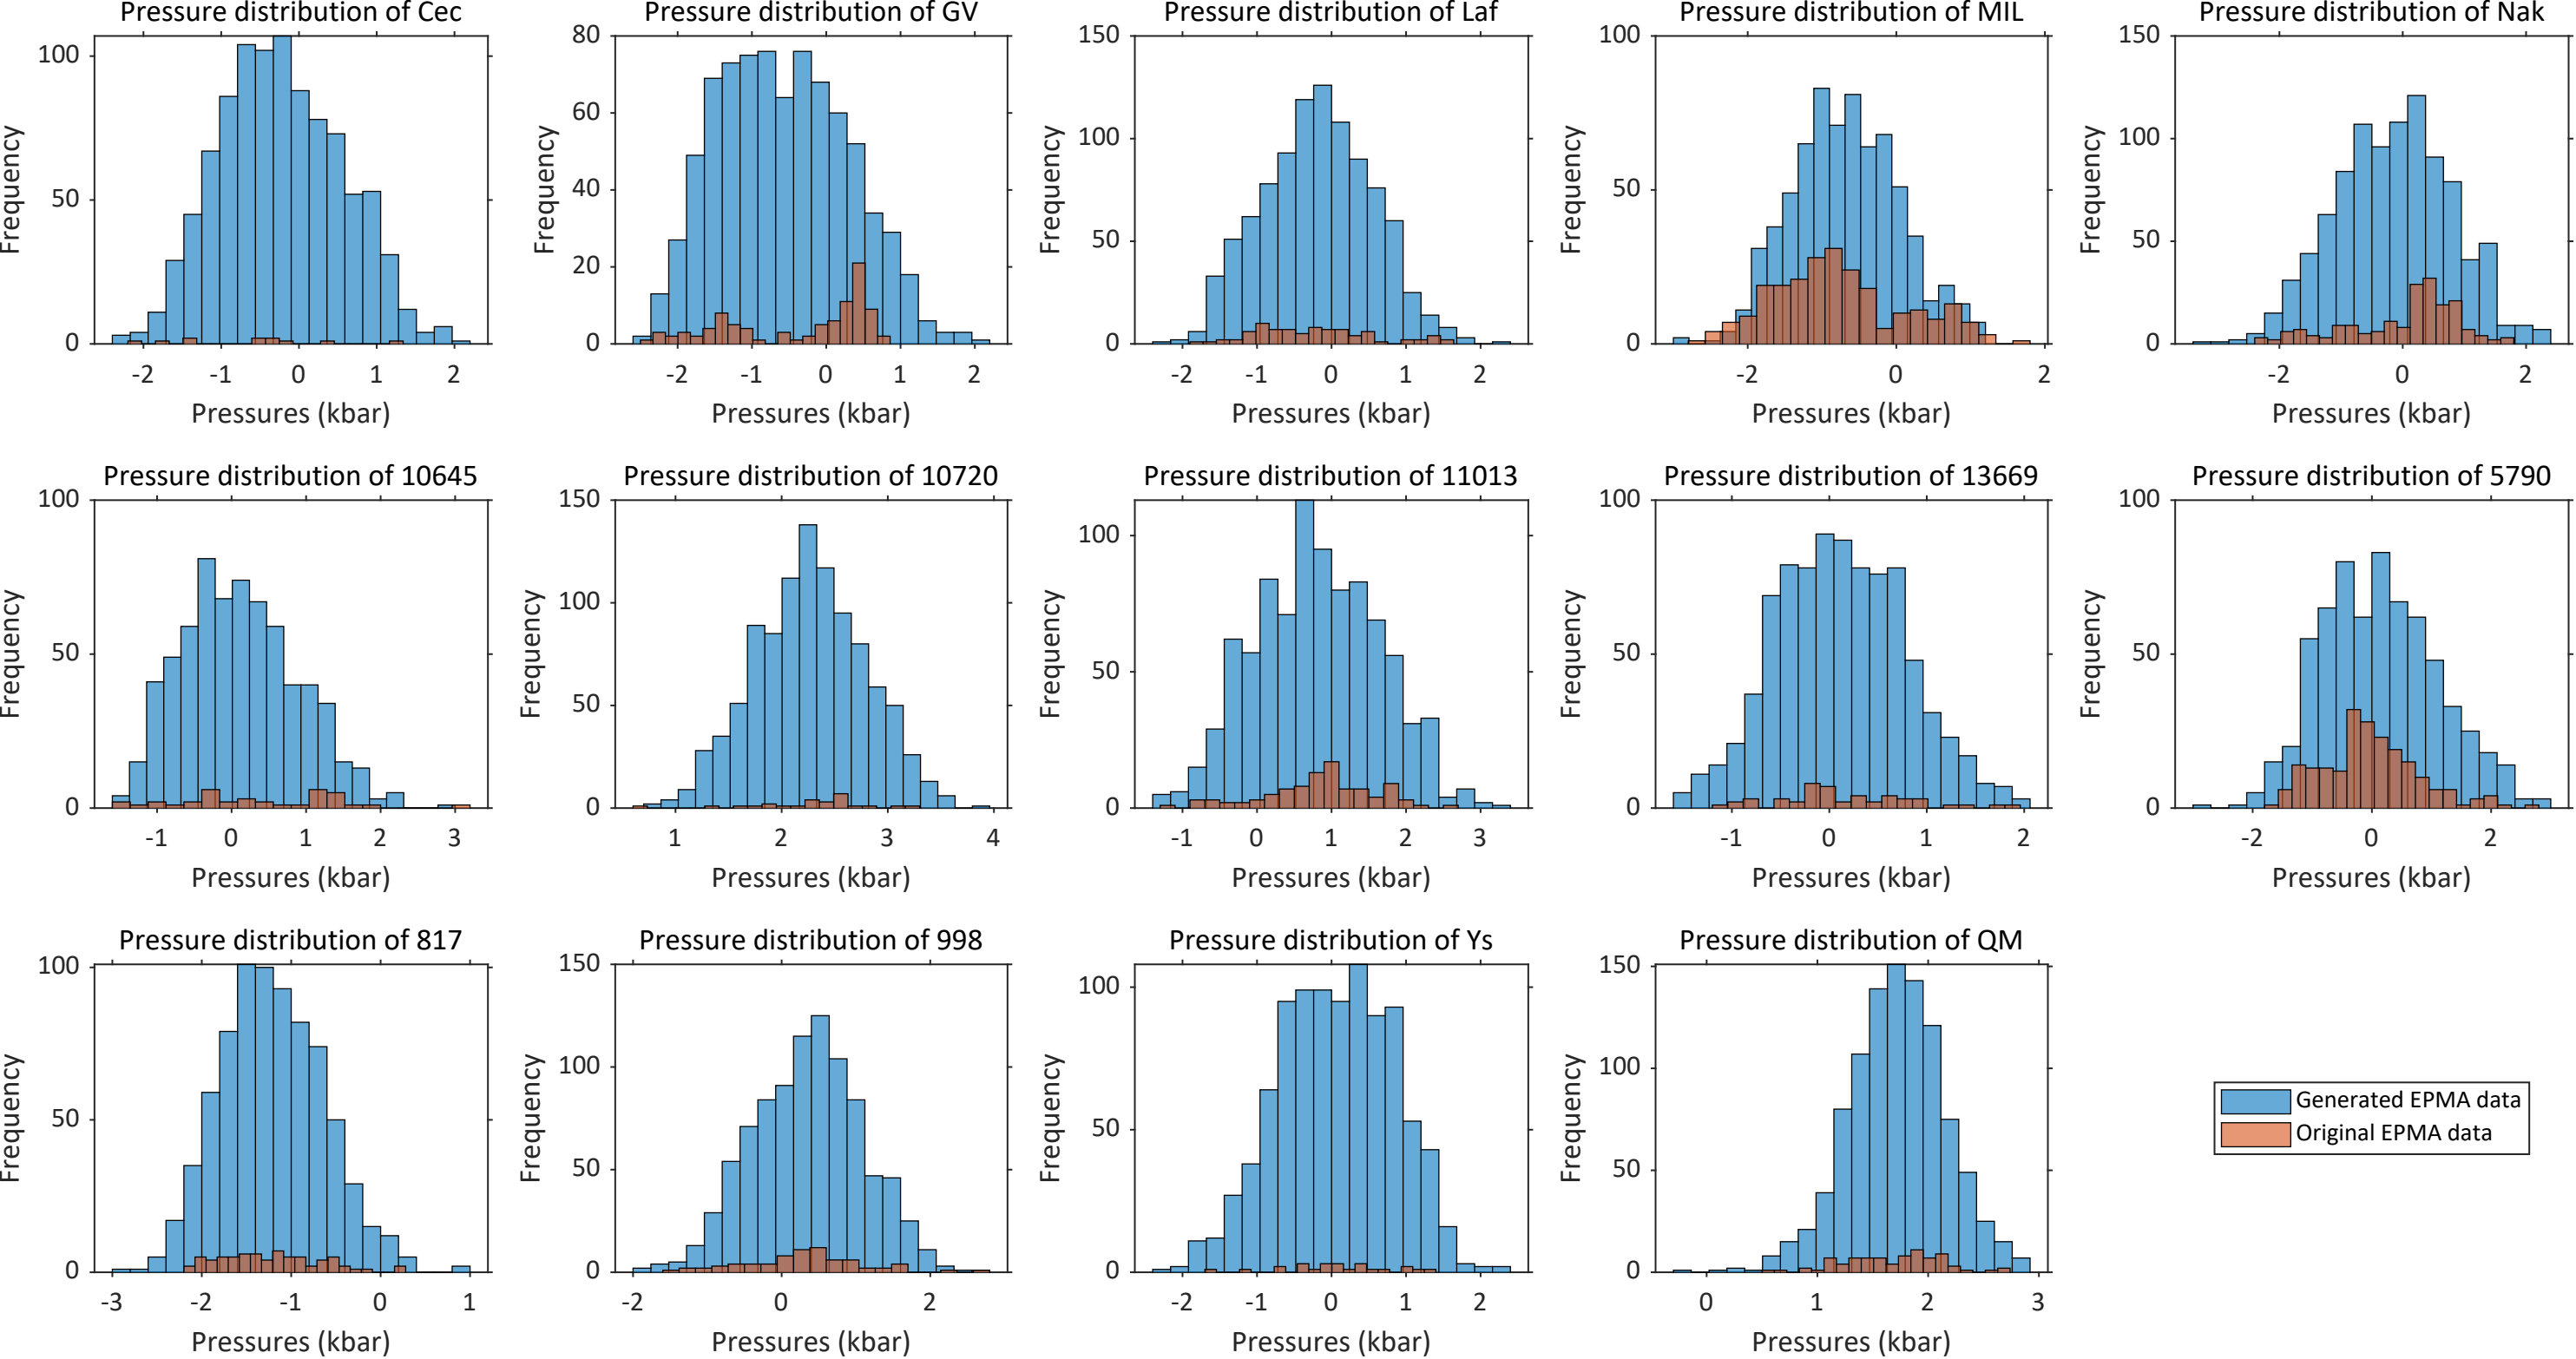 Pressure distribution of Cec
Frequency
100
50
0
-2 -1 0 1 2
Pressures (kbar)
Pressure distribution of GV
Frequency
80
60
40
20
0
-2 -1 0 1 2
Pressures (kbar)
Pressure distribution of Laf
Frequency
150
100
50
0
-2 -1 0 1 2
Pressures (kbar)
Pressure distribution of MIL
Frequency
100
50
0
-2 0 2
Pressures (kbar)
Pressure distribution of Nak
Frequency
150
100
50
0
-2 0 2
Pressures (kbar)
Pressure distribution of 10645
Frequency
100
50
0
-1 0 1 2 3
Pressures (kbar)
Pressure distribution of 10720
Frequency
150
100
50
0
1 2 3 4
Pressures (kbar)
Pressure distribution of 11013
Frequency
100
50
0
-1 0 1 2 3
Pressures (kbar)
Pressure distribution of 13669
Frequency
100
50
0
-1 0 1 2
Pressures (kbar)
Pressure distribution of 5790
Frequency
100
50
0
-2 0 2
Pressures (kbar)
Pressure distribution of 817
Frequency
100
50
0
-3 -2 -1 0 1
Pressures (kbar)
Pressure distribution of 998
Frequency
150
100
50
0
-2 0 2
Pressures (kbar)
Pressure distribution of Ys
Frequency
100
50
0
-2 -1 0 1 2
Pressures (kbar)
Pressure distribution of QM
Frequency
150
100
50
0
0 1 2 3
Pressures (kbar)
Generated EPMA data
Original EPMA data